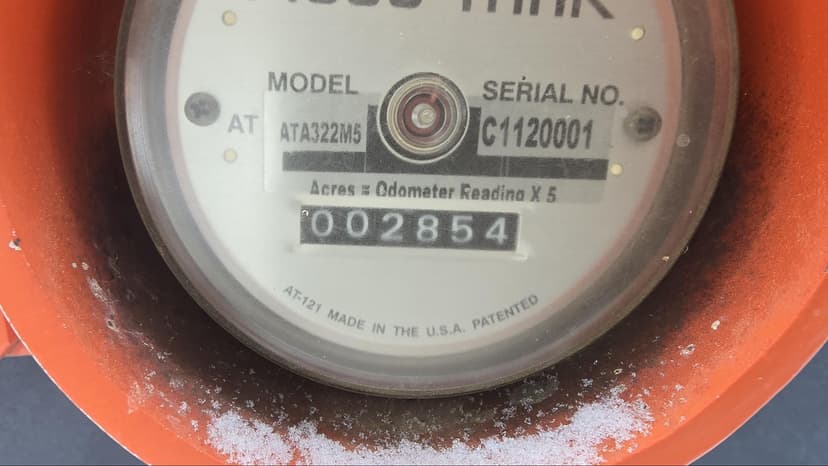 MODEL
SERIAL NO.
AT ATA322M5 C1120001
Acres = Odometer Reading X 5
002854
AT-121 MADE IN THE U.S.A. PATENTED